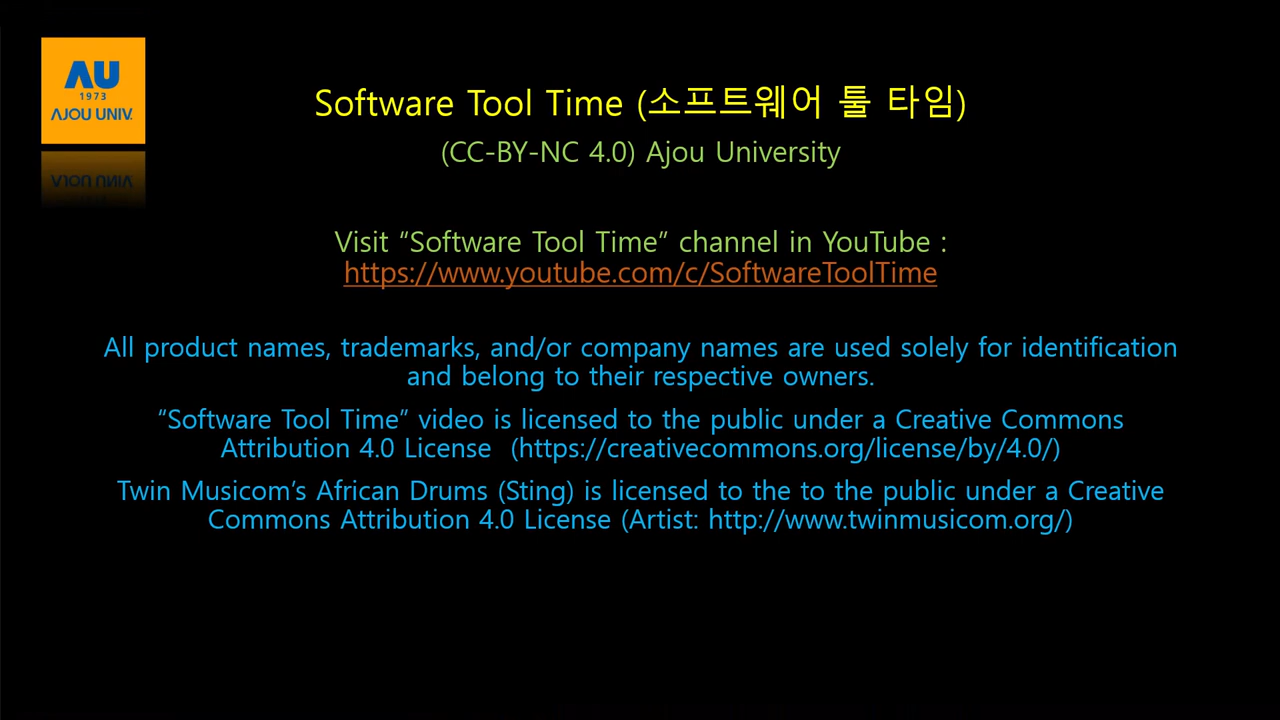 AU
1973
AJOU UNIV.
Software Tool Time (소프트웨어 툴 타임)
(CC-BY-NC 4.0) Ajou University
Visit “Software Tool Time” channel in YouTube :
https://www.youtube.com/c/SoftwareToolTime
All product names, trademarks, and/or company names are used solely for identification
and belong to their respective owners.
“Software Tool Time” video is licensed to the public under a Creative Commons
Attribution 4.0 License  (https://creativecommons.org/license/by/4.0/)
Twin Musicom’s African Drums (Sting) is licensed to the to the public under a Creative
Commons Attribution 4.0 License (Artist: http://www.twinmusicom.org/)